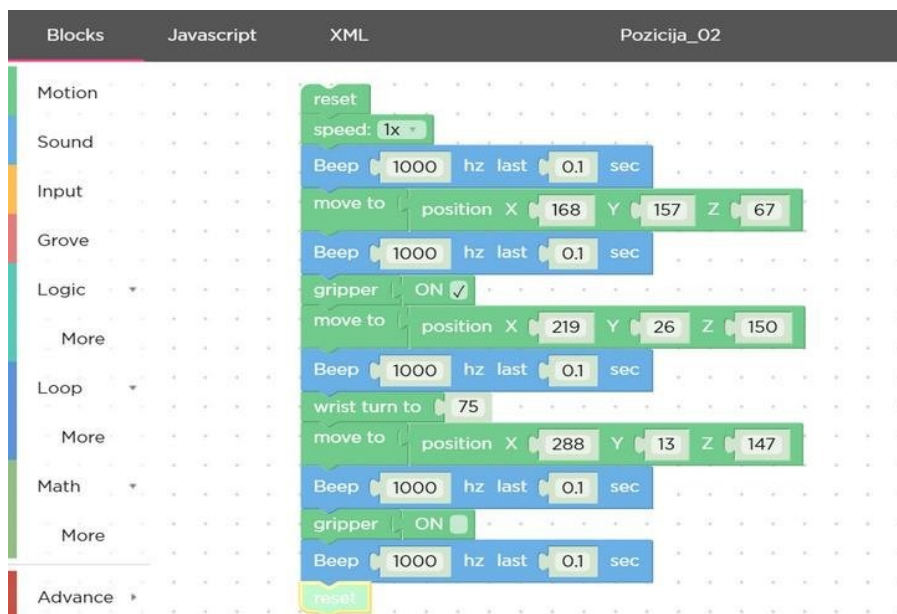 Blocks Javascript XML Pozicija_02
Motion
Sound
Input
Grove
Logic
More
Loop
More
Math
More
Advance
reset
speed: 1x
Beep 1000 hz last 0.1 sec
move to position X 168 Y 157 Z 67
Beep 1000 hz last 0.1 sec
gripper ON
move to position X 219 Y 26 Z 150
Beep 1000 hz last 0.1 sec
wrist turn to 75
move to position X 288 Y 13 Z 147
Beep 1000 hz last 0.1 sec
gripper ON
Beep 1000 hz last 0.1 sec
reset